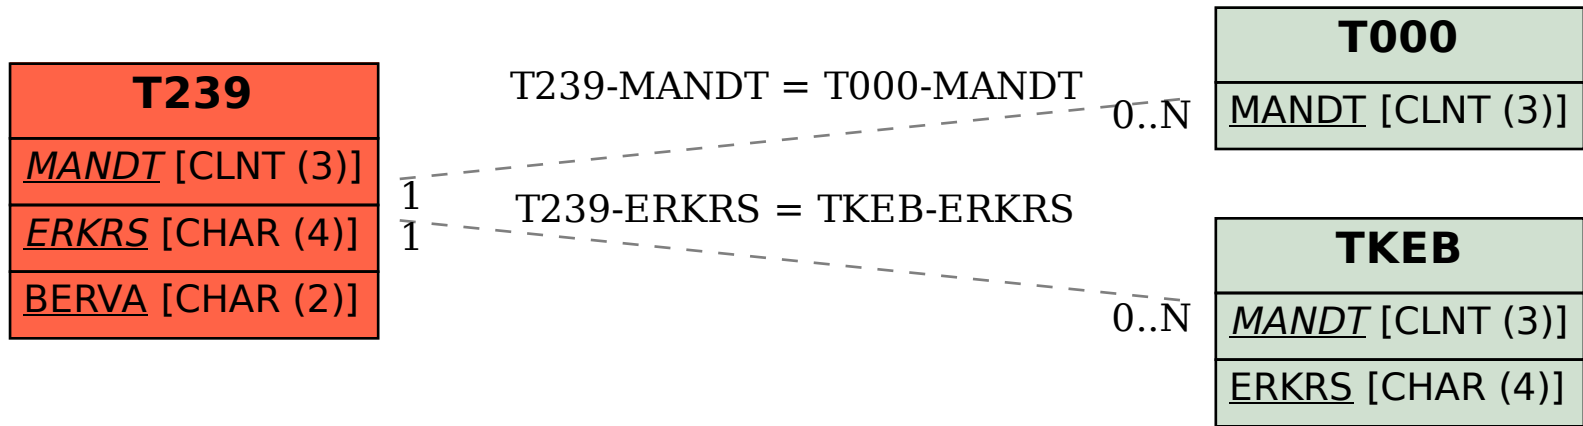 T239
MANDT [CLNT (3)]
ERKRS [CHAR (4)]
BERVA [CHAR (2)]
T239-MANDT = T000-MANDT
0..N
1
T239-ERKRS = TKEB-ERKRS
1
0..N
T000
MANDT [CLNT (3)]
TKEB
MANDT [CLNT (3)]
ERKRS [CHAR (4)]